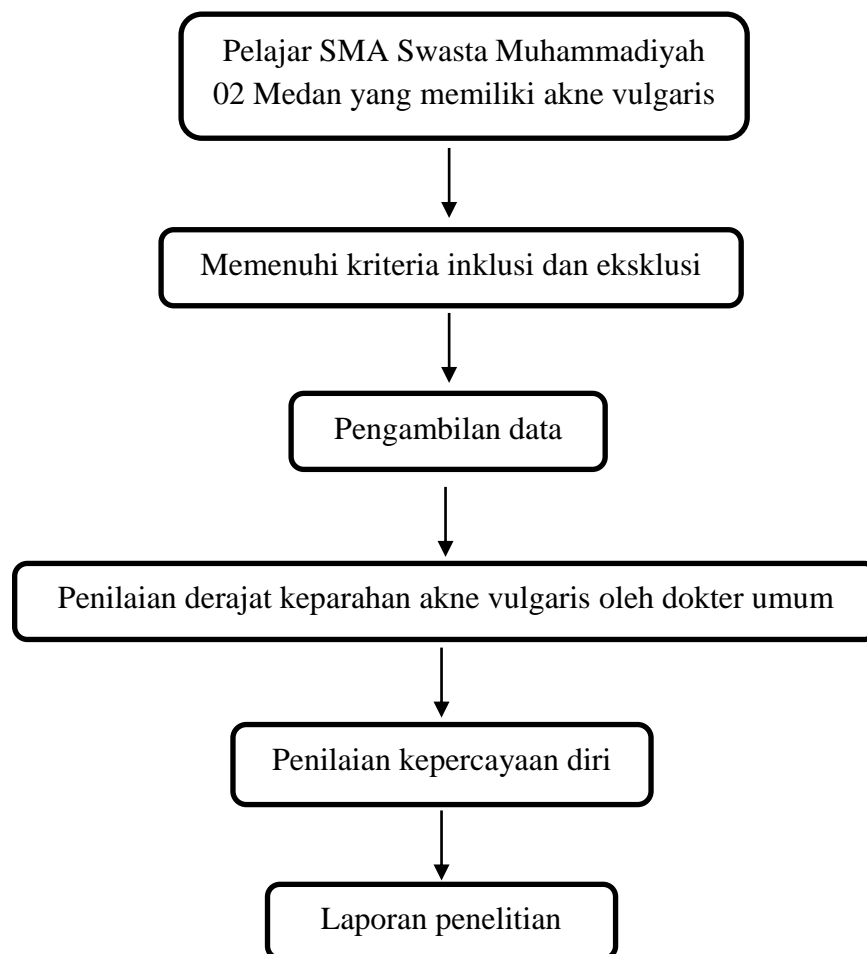 Pelajar SMA Swasta Muhammadiyah
02 Medan yang memiliki akne vulgaris
Memenuhi kriteria inklusi dan eksklusi
Pengambilan data
Penilaian derajat keparahan akne vulgaris oleh dokter umum
Penilaian kepercayaan diri
Laporan penelitian